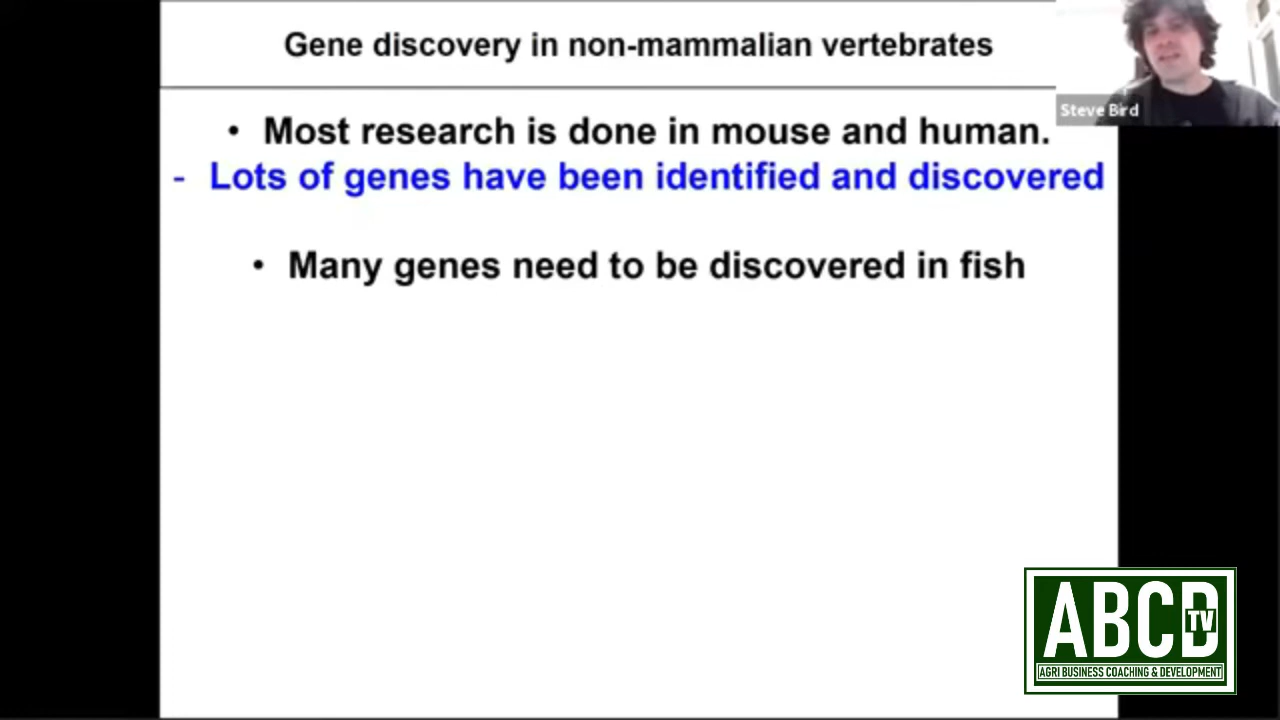 Gene discovery in non-mammalian vertebrates
Steve Bird
• Most research is done in mouse and human.
- Lots of genes have been identified and discovered
• Many genes need to be discovered in fish
ABCD
TV
AGRI BUSINESS COACHING & DEVELOPMENT